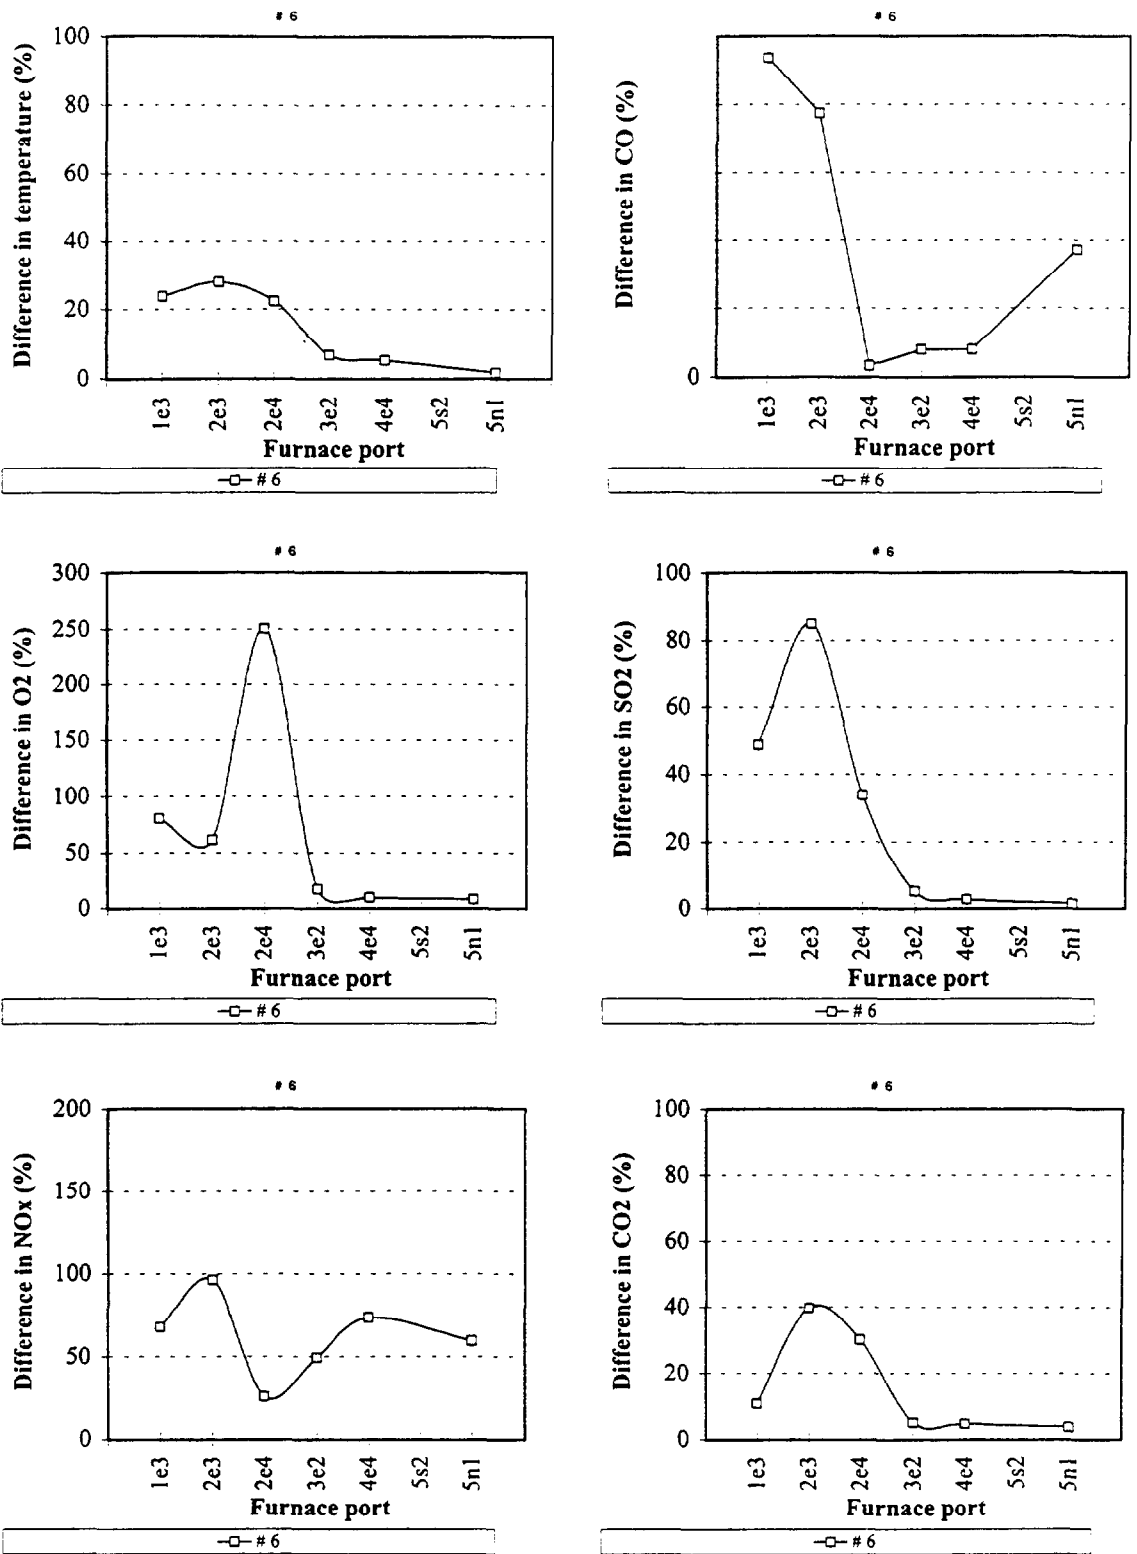 # 6
Difference in temperature (%)
100
80
60
40
20
0
1e3
2e3
2e4
3e2
4e4
5s2
5n1
Furnace port
# 6
# 6
Difference in CO (%)
0
1e3
2e3
2e4
3e2
4e4
5s2
5n1
Furnace port
# 6
# 6
Difference in O2 (%)
300
250
200
150
100
50
0
1e3
2e3
2e4
3e2
4e4
5s2
5n1
Furnace port
# 6
# 6
Difference in SO2 (%)
100
80
60
40
20
0
1e3
2e3
2e4
3e2
4e4
5s2
5n1
Furnace port
# 6
# 6
Difference in NOx (%)
200
150
100
50
0
1e3
2e3
2e4
3e2
4e4
5s2
5n1
Furnace port
# 6
# 6
Difference in CO2 (%)
100
80
60
40
20
0
1e3
2e3
2e4
3e2
4e4
5s2
5n1
Furnace port
# 6